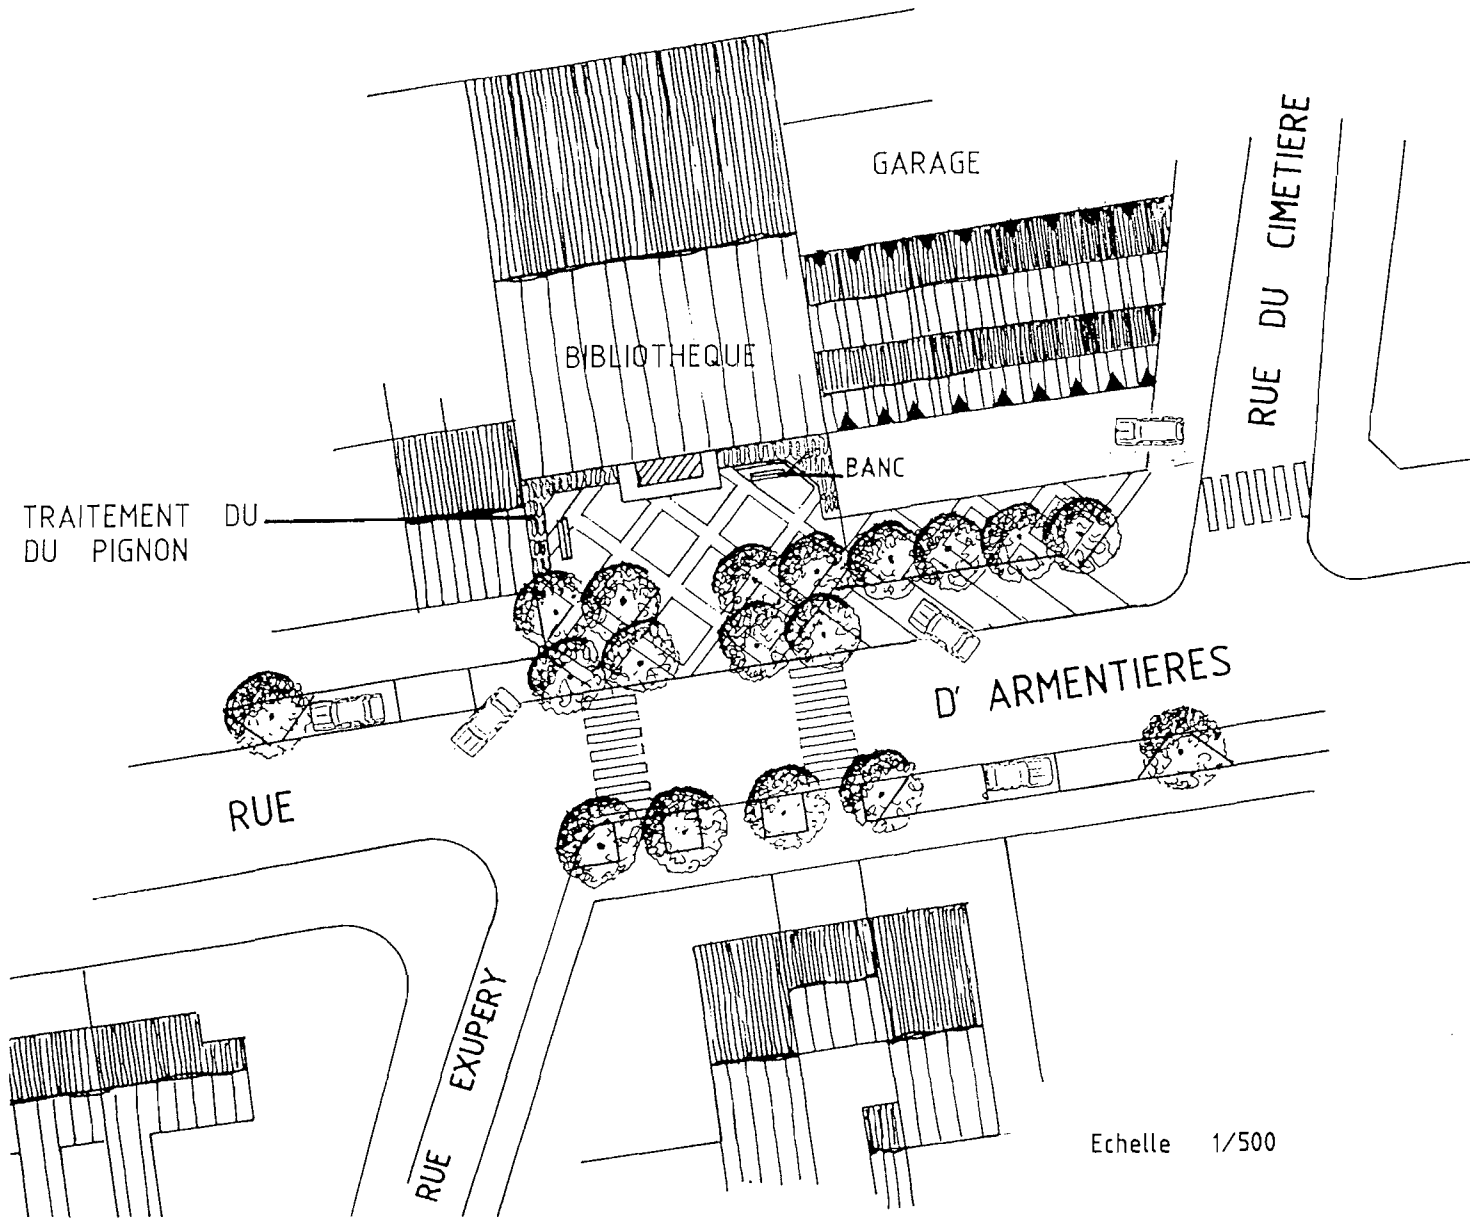 GARAGE
RUE DU CIMETIERE
BIBLIOTHEQUE
BANC
TRAITEMENT DU
DU PIGNON
D' ARMENTIERES
RUE
RUE EXUPERY
Echelle 1/500